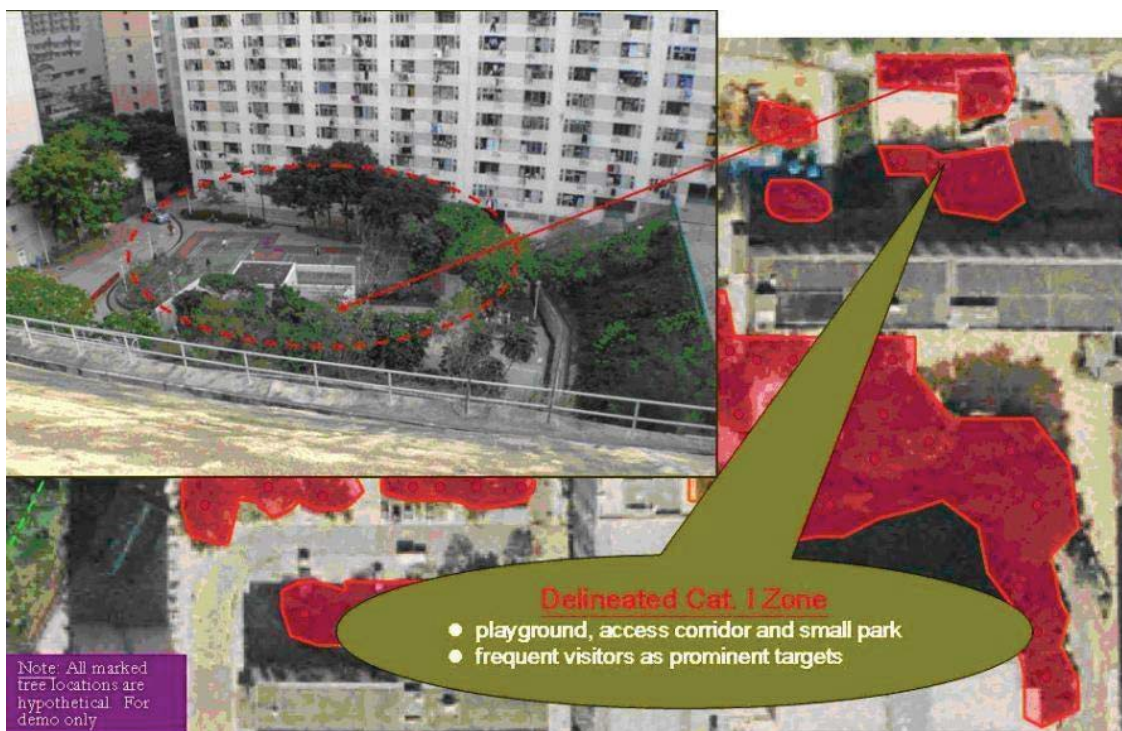 Delineated Cat. I Zone
● playground, access corridor and small park
● frequent visitors as prominent targets
Note: All marked
tree locations are
hypothetical. For
demo only